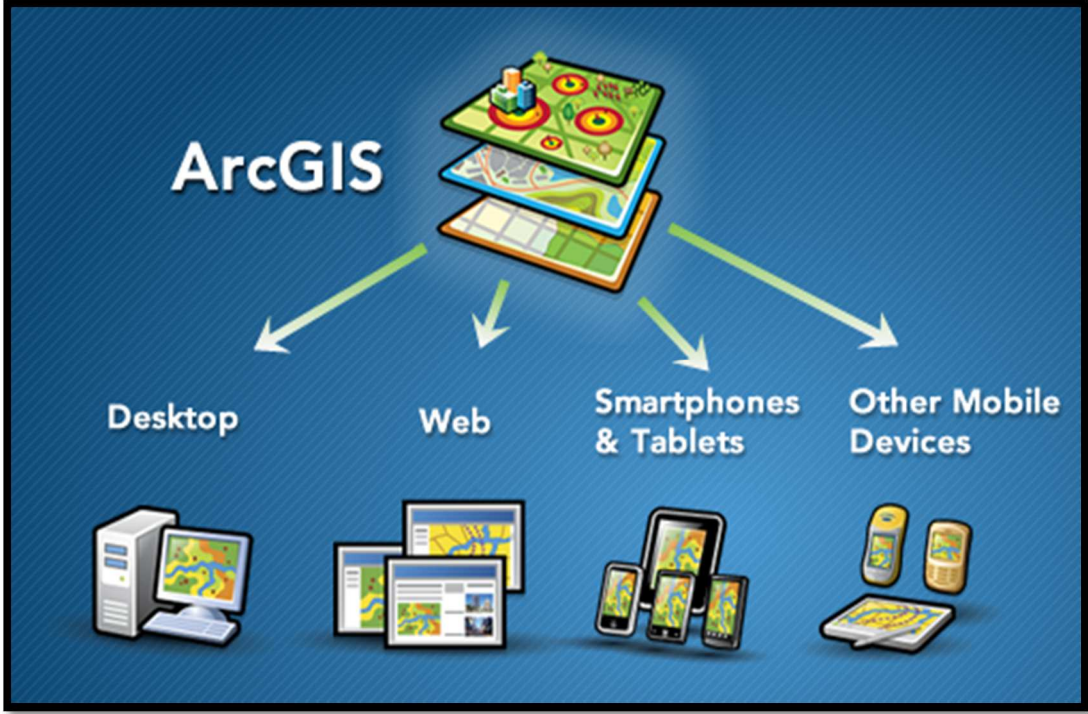 ArcGIS
Desktop
Web
Smartphones
& Tablets
Other Mobile
Devices